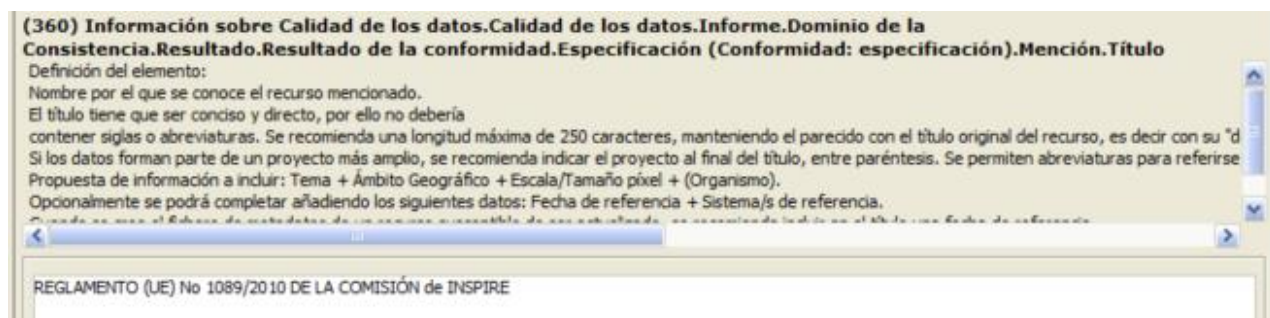 (360) Información sobre Calidad de los datos.Calidad de los datos.Informe.Dominio de la
Consistencia.Resultado.Resultado de la conformidad.Especificación (Conformidad: especificación).Mención.Título
Definición del elemento:
Nombre por el que se conoce el recurso mencionado.
El título tiene que ser conciso y directo, por ello no debería
contener siglas o abreviaturas. Se recomienda una longitud máxima de 250 caracteres, manteniendo el parecido con el título original del recurso, es decir con su "d
Si los datos forman parte de un proyecto más amplio, se recomienda indicar el proyecto al final del título, entre paréntesis. Se permiten abreviaturas para referirse
Propuesta de información a incluir: Tema + Ámbito Geográfico + Escala/Tamaño píxel + (Organismo).
Opcionalmente se podrá completar añadiendo los siguientes datos: Fecha de referencia + Sistema/s de referencia.
REGLAMENTO (UE) No 1089/2010 DE LA COMISIÓN de INSPIRE